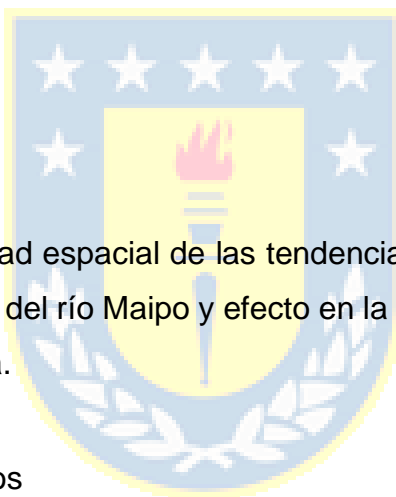 ad espacial de las tendencia
del río Maipo y efecto en la
a.
os